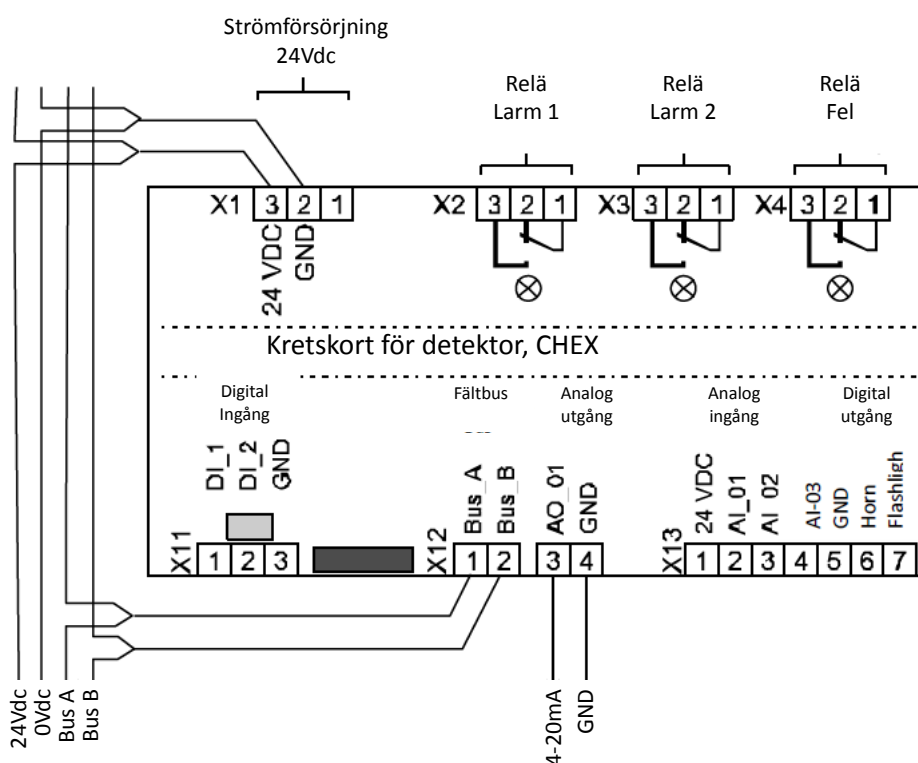 Strömförsörjning
24Vdc
Relä
Larm 1
Relä
Larm 2
Relä
Fel
X1 3 2 1
X2 3 2 1
X3 3 2 1
X4 3 2 1
24 VDC
GND
Kretskort för detektor, CHEX
Digital
Ingång
Fältbus
Analog
utgång
Analog
ingång
Digital
utgång
DI_1
DI_2
GND
Bus_A
Bus_B
AO_01
GND
24 VDC
AI_01
AI_02
AI-03
GND
Horn
Flashligh
X11 1 2 3
X12 1 2 3 4
X13 1 2 3 4 5 6 7
24Vdc
0Vdc
Bus A
Bus B
4-20mA
GND